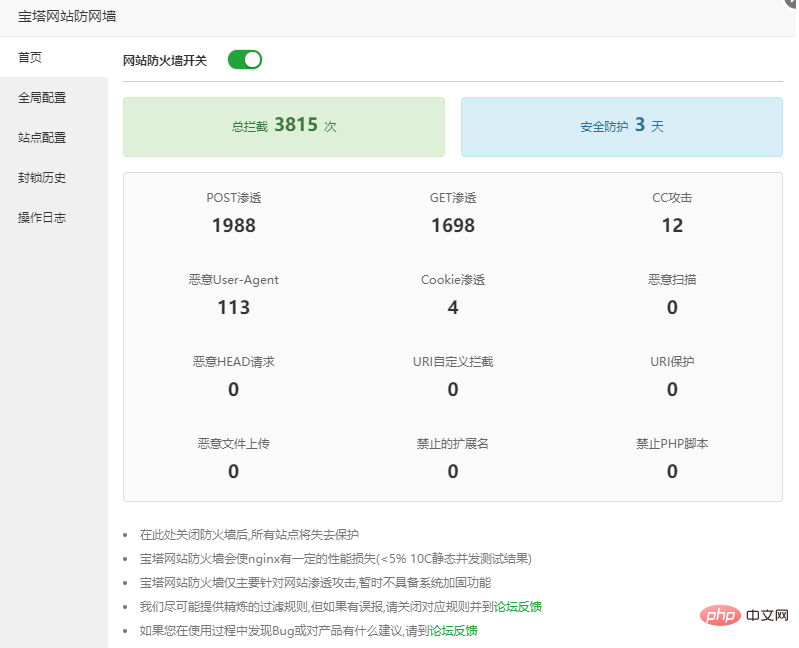 宝塔网站防网墙
首页
全局配置
站点配置
封锁历史
操作日志
网站防火墙开关
总拦截 3815 次
安全防护 3 天
POST渗透 GET渗透 CC攻击
1988 1698 12
恶意User-Agent Cookie渗透 恶意扫描
113 4 0
恶意HEAD请求 URI自定义拦截 URI保护
0 0 0
恶意文件上传 禁止的扩展名 禁止PHP脚本
0 0 0
在此处关闭防火墙后,所有站点将失去保护
宝塔网站防火墙会使nginx有一定的性能损失(<5% 10C静态并发测试结果)
宝塔网站防火墙仅主要针对网站渗透攻击,暂时不具备系统加固功能
我们尽可能提供精炼的过滤规则,但如果有误报,请关闭对应规则并到论坛反馈
如果您在使用过程中发现Bug或对产品有什么建议,请到论坛反馈
php 中文网